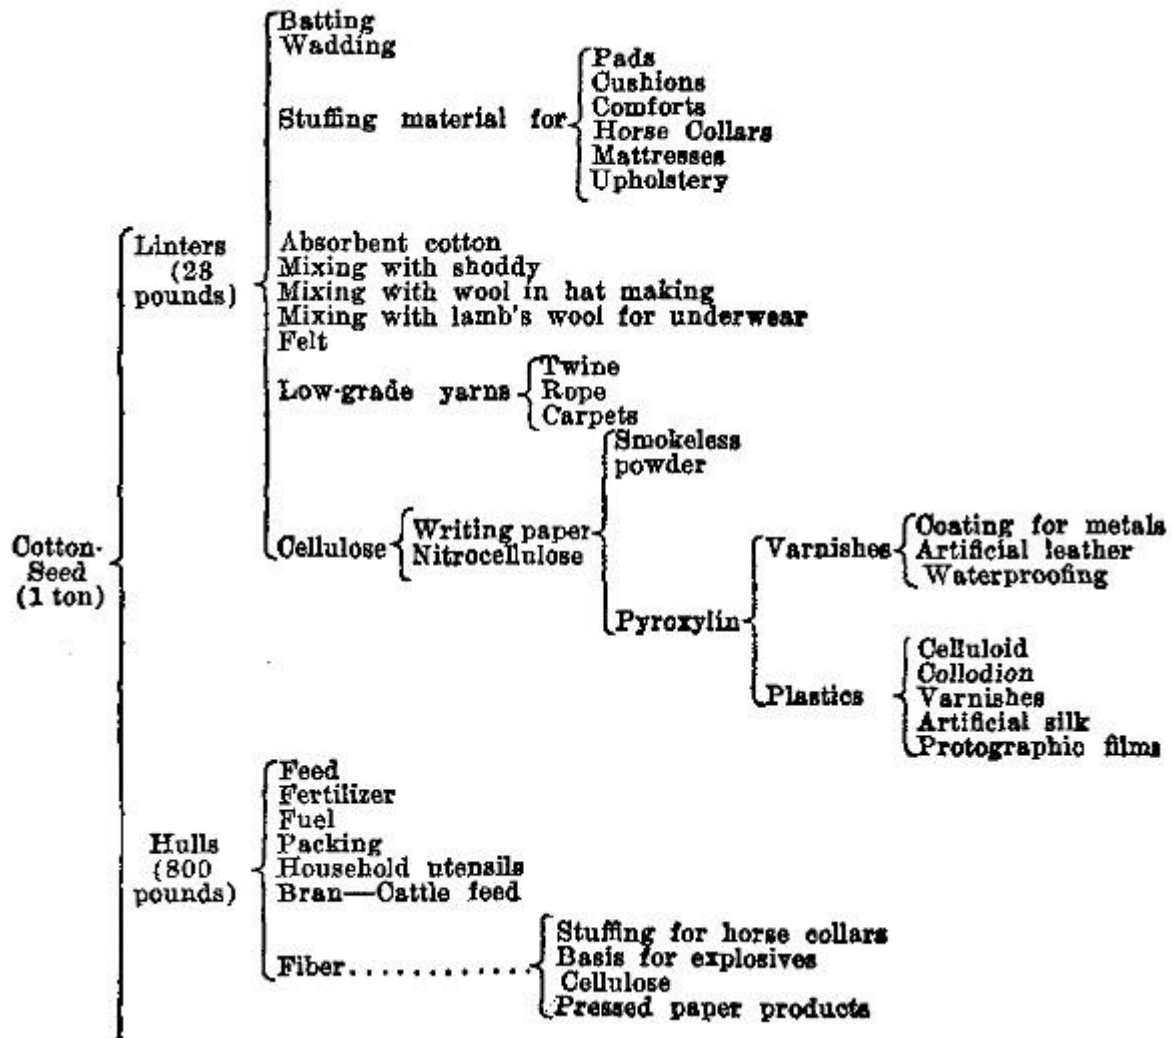 Batting
Wadding
Stuffing material for
Pads
Cushions
Comforts
Horse Collars
Mattresses
Upholstery
Linters
(28
pounds)
Absorbent cotton
Mixing with shoddy
Mixing with wool in hat making
Mixing with lamb's wool for underwear
Felt
Low-grade yarns
Twine
Rope
Carpets
Cellulose
Writing paper
Nitrocellulose
Smokeless
powder
Pyroxylin
Varnishes
Coating for metals
Artificial leather
Waterproofing
Plastics
Celluloid
Collodion
Varnishes
Artificial silk
Protographic films
Cotton-
Seed
(1 ton)
Hulls
(800
pounds)
Feed
Fertilizer
Fuel
Packing
Household utensils
Bran—Cattle feed
Fiber..........
Stuffing for horse collars
Basis for explosives
Cellulose
Pressed paper products